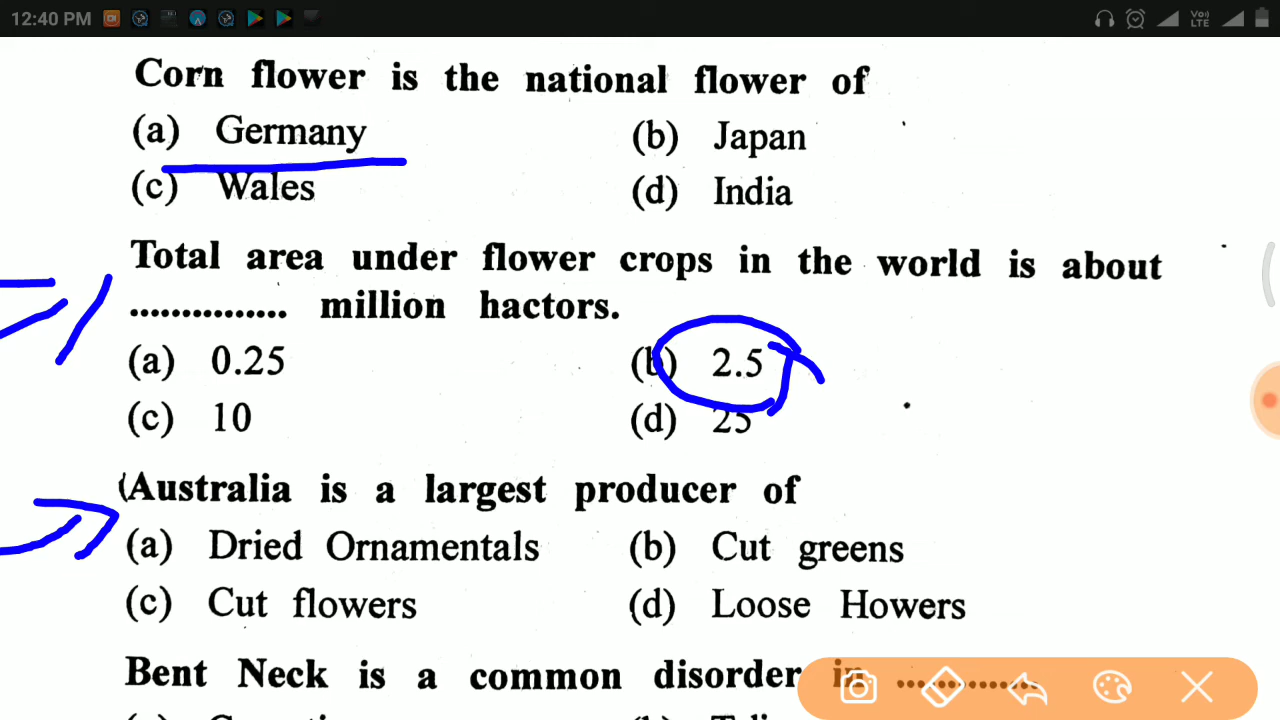 12:40 PM Vo) LTE
Corn flower is the national flower of
(a) Germany (b) Japan
(c) Wales (d) India
Total area under flower crops in the world is about
............... million hactors.
(a) 0.25 (b) 2.5
(c) 10 (d) 25
(Australia is a largest producer of
(a) Dried Ornamentals (b) Cut greens
(c) Cut flowers (d) Loose Howers
Bent Neck is a common disorder in ............